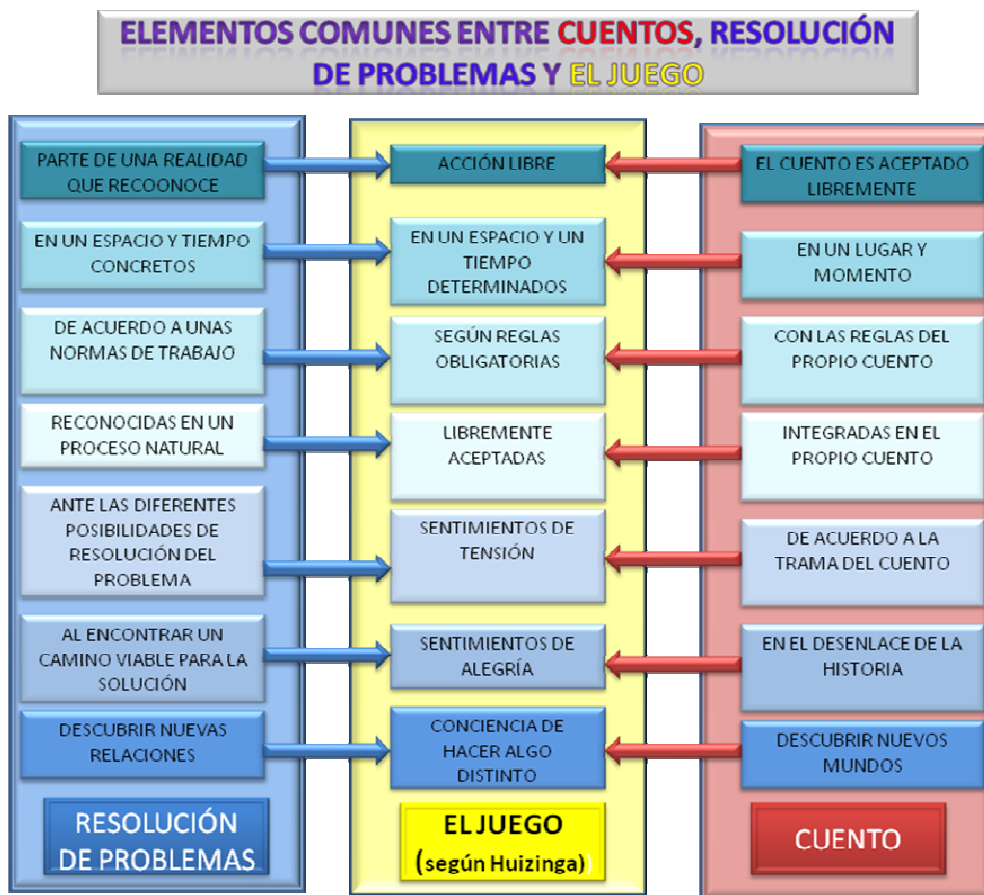 ELEMENTOS COMUNES ENTRE CUENTOS, RESOLUCIÓN
DE PROBLEMAS Y EL JUEGO
PARTE DE UNA REALIDAD
QUE RECOONOCE
EN UN ESPACIO Y TIEMPO
CONCRETOS
DE ACUERDO A UNAS
NORMAS DE TRABAJO
RECONOCIDAS EN UN
PROCESO NATURAL
ANTE LAS DIFERENTES
POSIBILIDADES DE
RESOLUCIÓN DEL
PROBLEMA
AL ENCONTRAR UN
CAMINO VIABLE PARA LA
SOLUCIÓN
DESCUBRIR NUEVAS
RELACIONES
RESOLUCIÓN
DE PROBLEMAS
ACCIÓN LIBRE
EN UN ESPACIO Y UN
TIEMPO
DETERMINADOS
SEGÚN REGLAS
OBLIGATORIAS
LIBREMENTE
ACEPTADAS
SENTIMIENTOS DE
TENSIÓN
SENTIMIENTOS DE
ALEGRÍA
CONCIENCIA DE
HACER ALGO
DISTINTO
EL JUEGO
(según Huizinga)
EL CUENTO ES ACEPTADO
LIBREMENTE
EN UN LUGAR Y
MOMENTO
CON LAS REGLAS DEL
PROPIO CUENTO
INTEGRADAS EN EL
PROPIO CUENTO
DE ACUERDO A LA
TRAMA DEL CUENTO
EN EL DESENLACE DE LA
HISTORIA
DESCUBRIR NUEVOS
MUNDOS
CUENTO